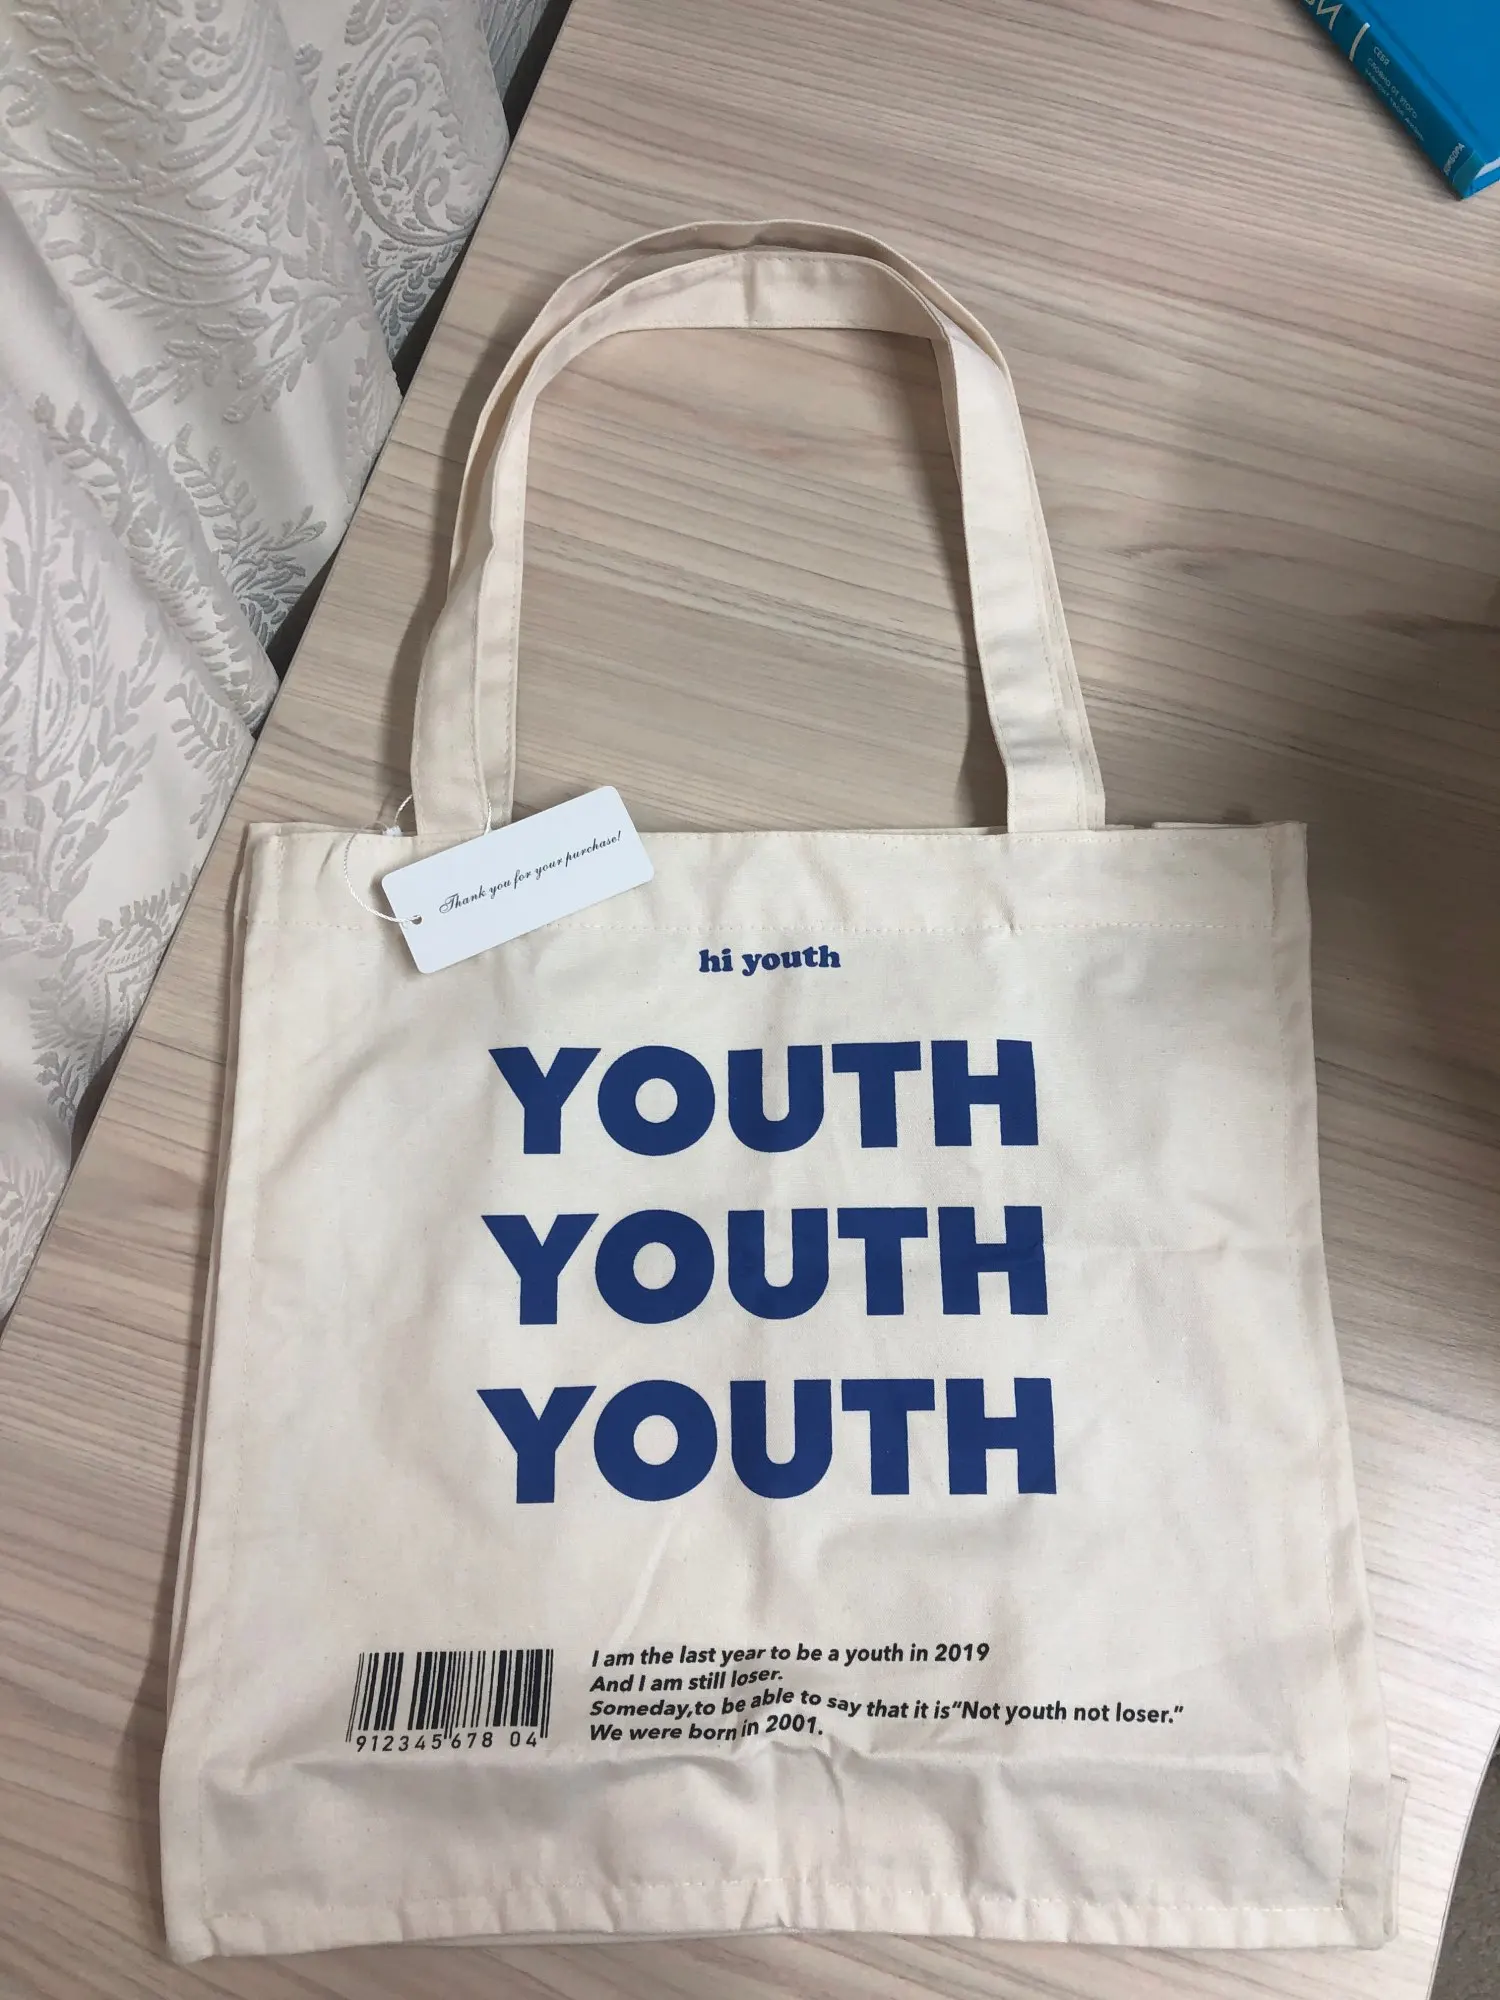 СЕБЯ
Thank you for your purchase!
hi youth
YOUTH
YOUTH
YOUTH
I am the last year to be a youth in 2019
And I am still loser.
Someday,to be able to say that it is“Not youth not loser.”
We were born in 2001.
912345678 04